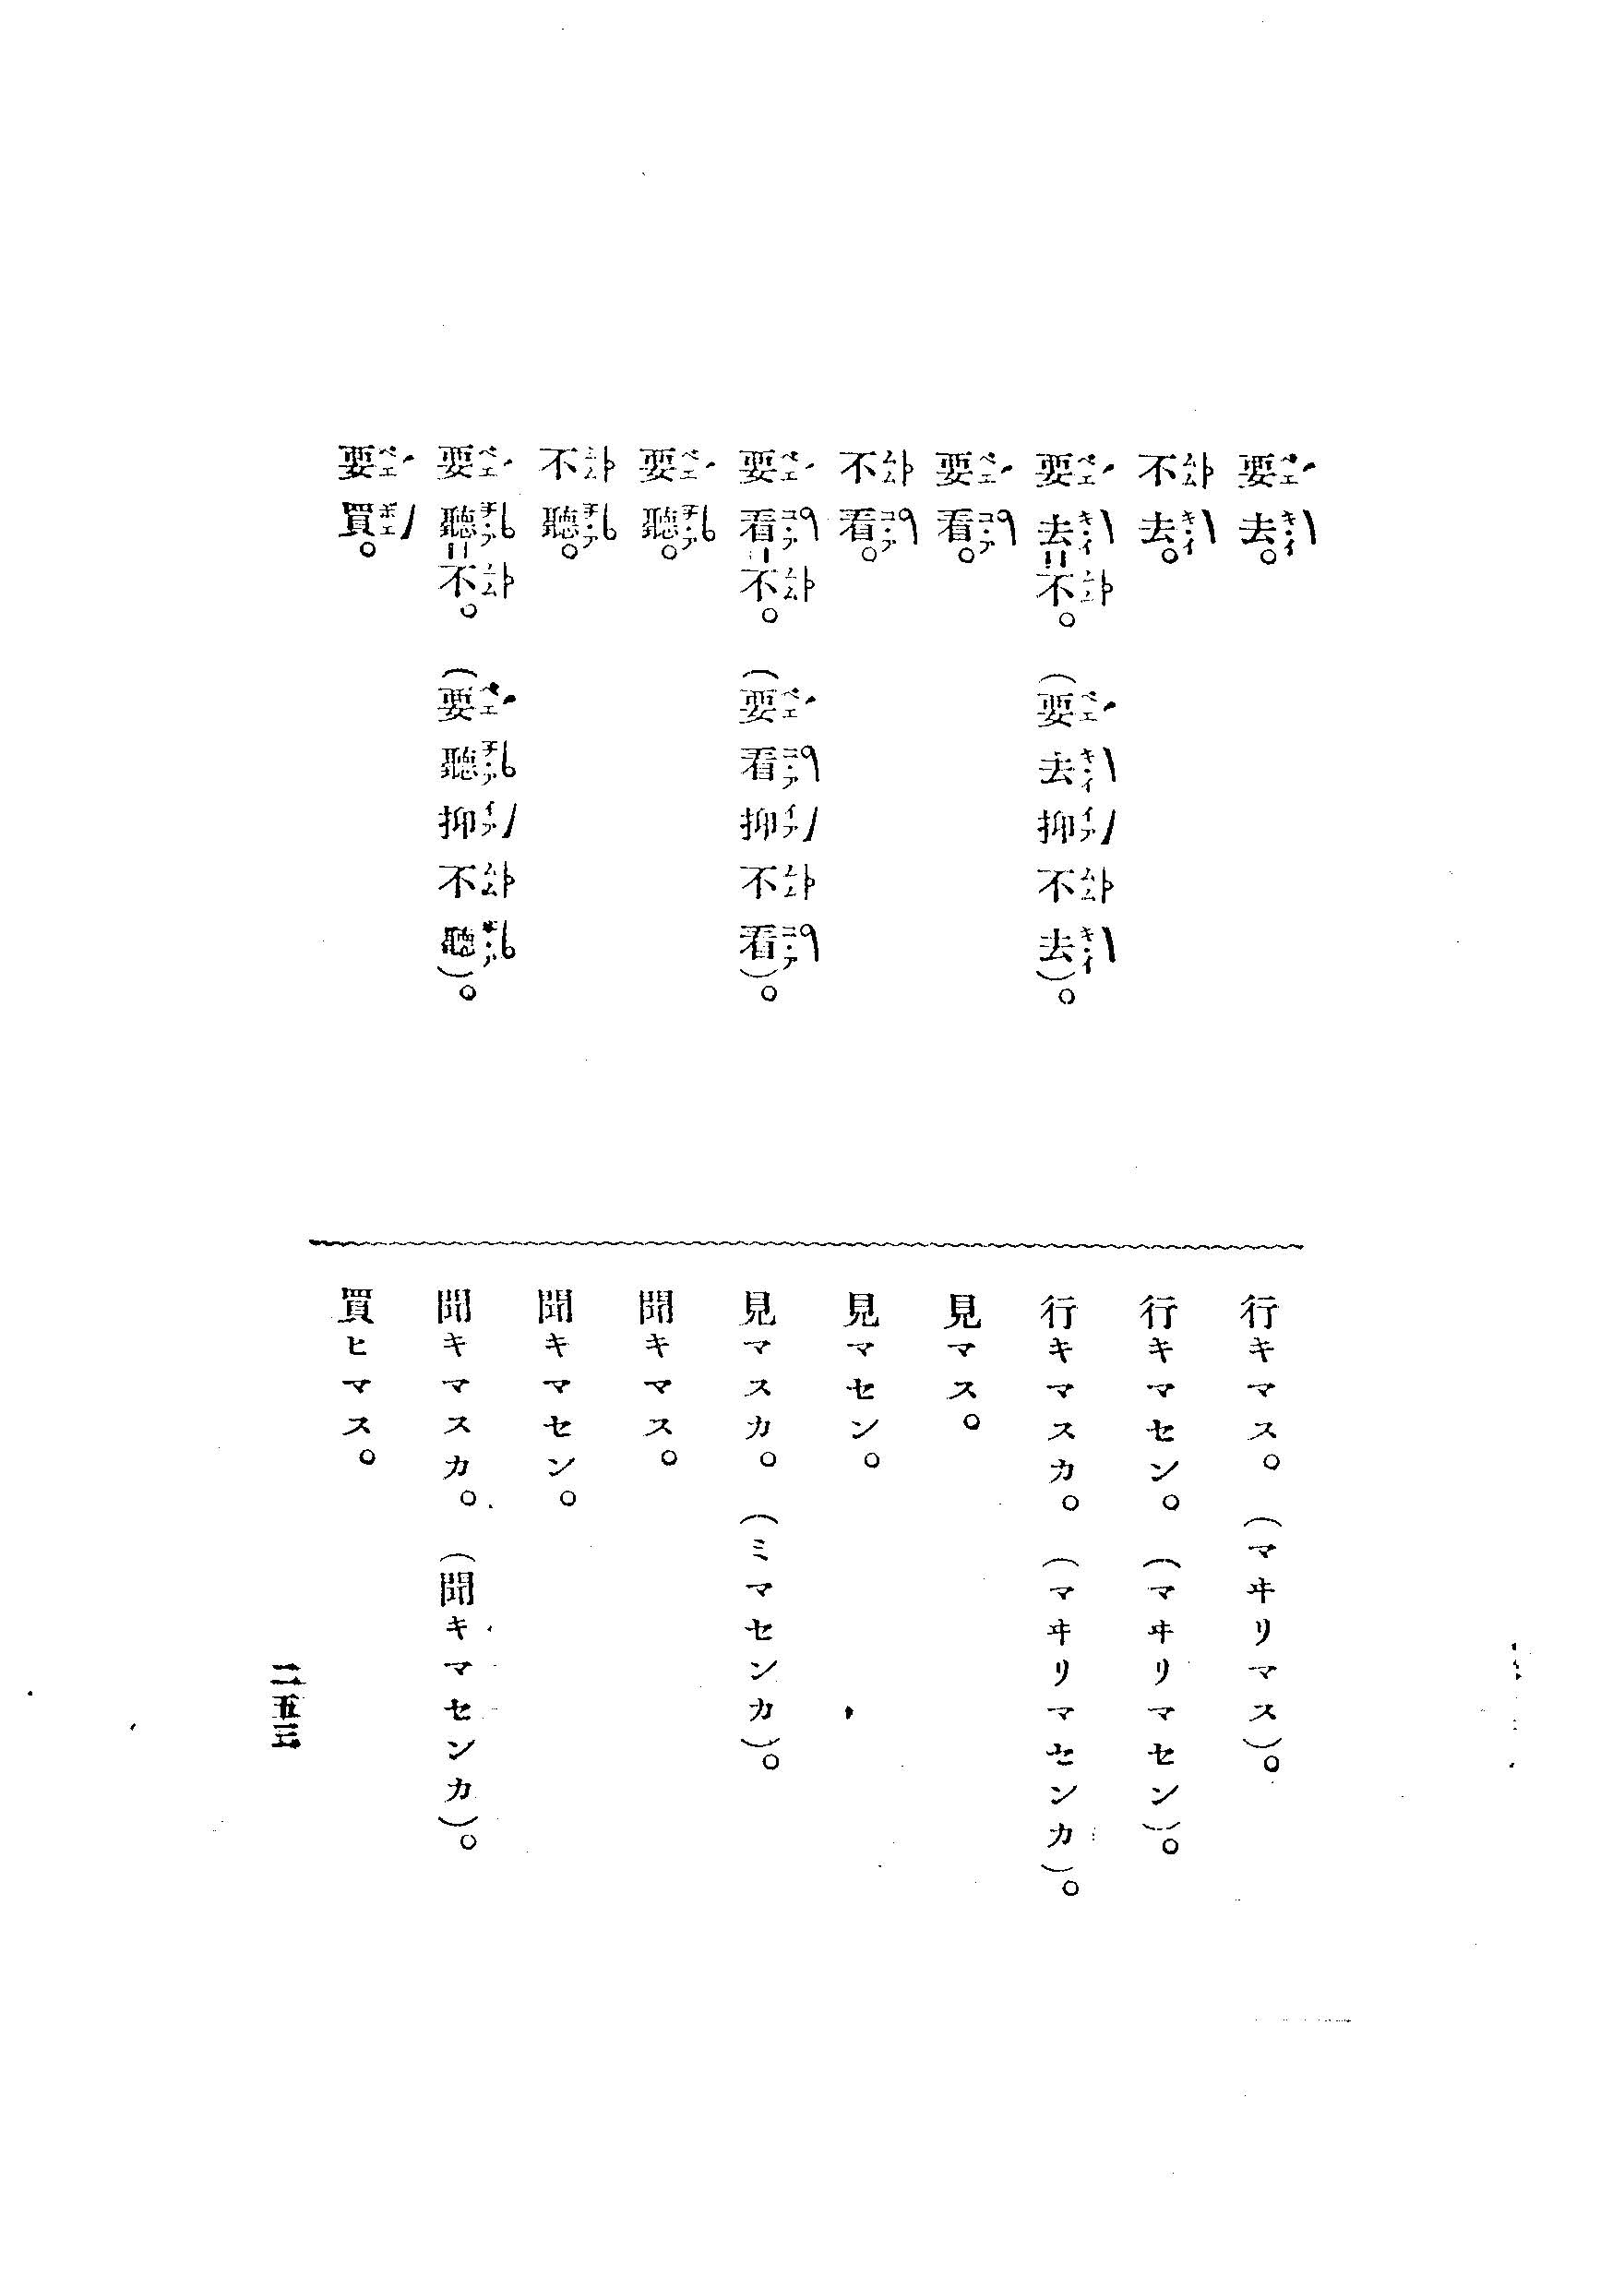 要去。
不去。
要去=不。(要去抑不去)。
要看。
不看。
要看=不。(要看抑不看)。
要聽。
不聽。
要聽=不。(要聽抑不聽)。
要買。
行キマス。(マヰリマス)。
行キマセン。(マヰリマセン)。
行キマスカ。(マヰリマセンカ)。
見マス。
見マセン。
見マスカ。(ミマセンカ)。
聞キマス。
聞キマセン。
聞キマスカ。(聞キマセンカ)。
買ヒマス。
二五三